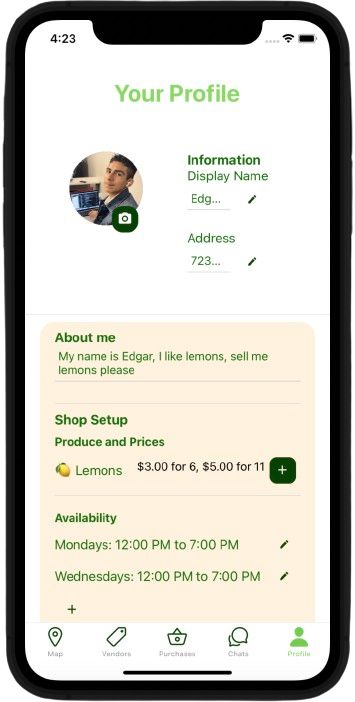 4:23
Your Profile
Information
Display Name
Edg...
Address
723...
About me
My name is Edgar, I like lemons, sell me
lemons please
Shop Setup
Produce and Prices
🍋 Lemons $3.00 for 6, $5.00 for 11 +
Availability
Mondays: 12:00 PM to 7:00 PM
Wednesdays: 12:00 PM to 7:00 PM
+
Map Vendors Purchases Chats Profile